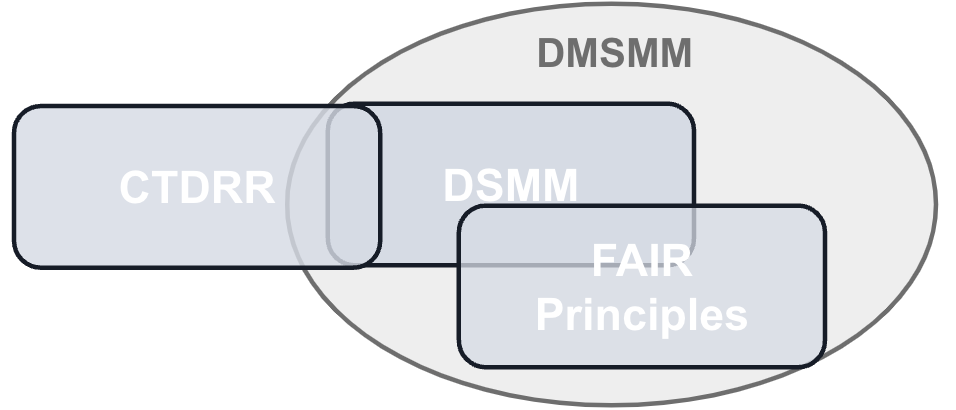 DMSMM
CTDRR
DSMM
FAIR
Principles